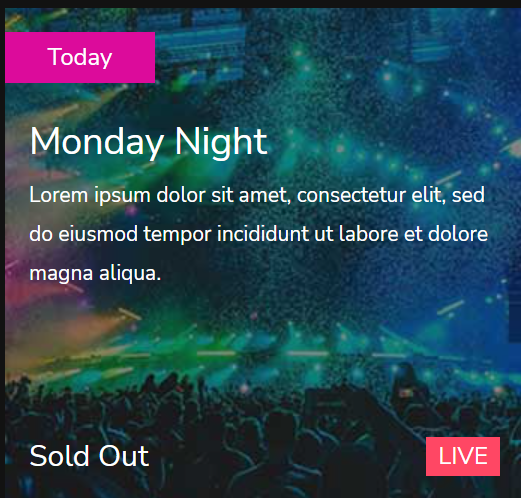 Today
Monday Night
Lorem ipsum dolor sit amet, consectetur elit, sed
do eiusmod tempor incididunt ut labore et dolore
magna aliqua.
Sold Out
LIVE